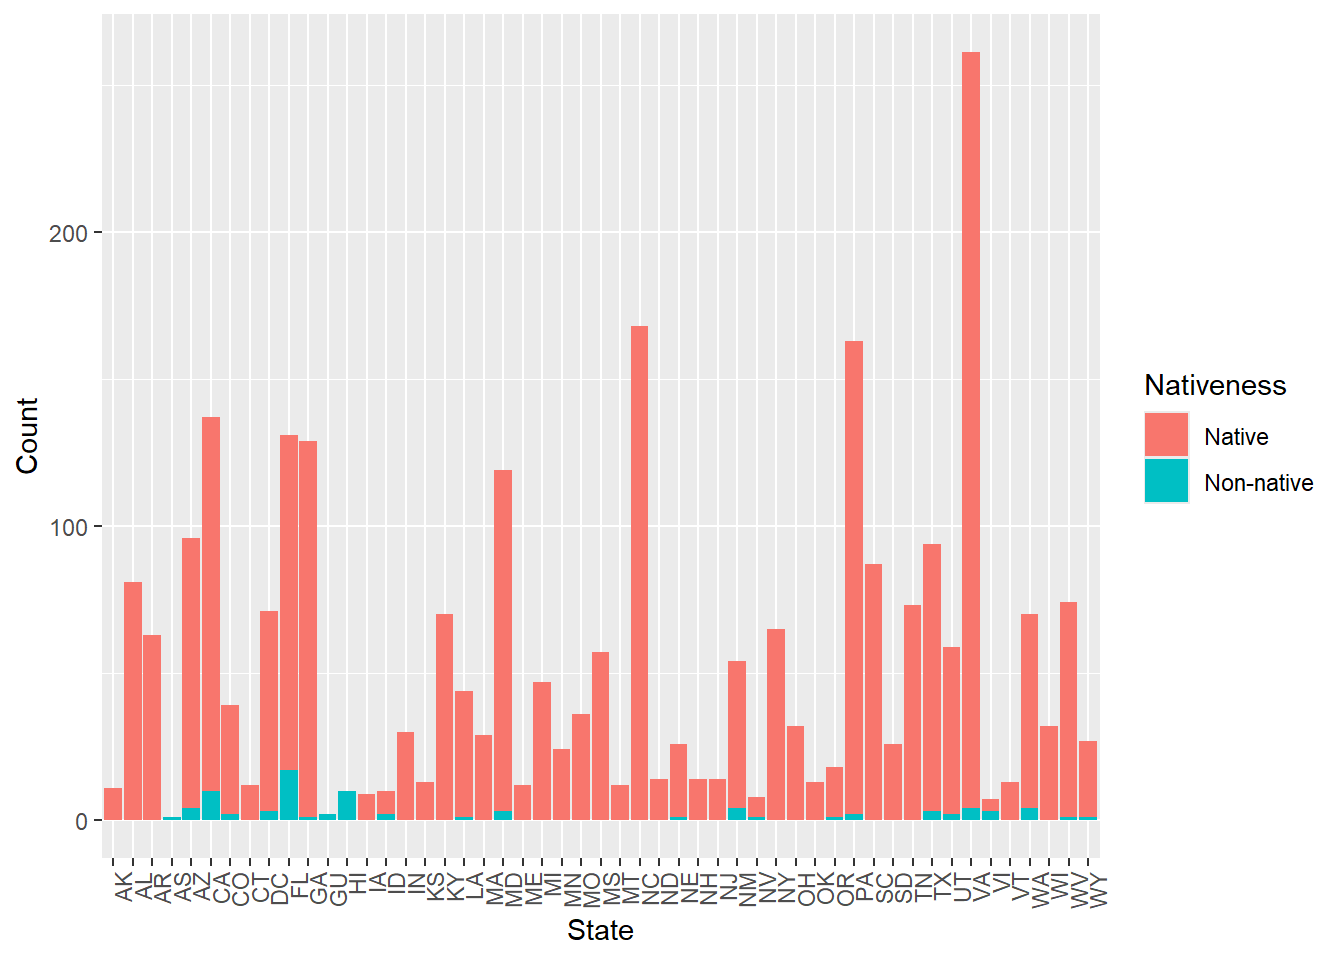 Count
200
100
0
AK AL AR AS AZ CA CO CT DC FL GA GU HI IA ID IN KS KY LA MA MD ME MI MN MO MS MT NC ND NE NH NJ NM NV NY OH OK OR PA SC SD TN TX UT VA VI VT WA WI WV WY
State
Nativeness
Native
Non-native